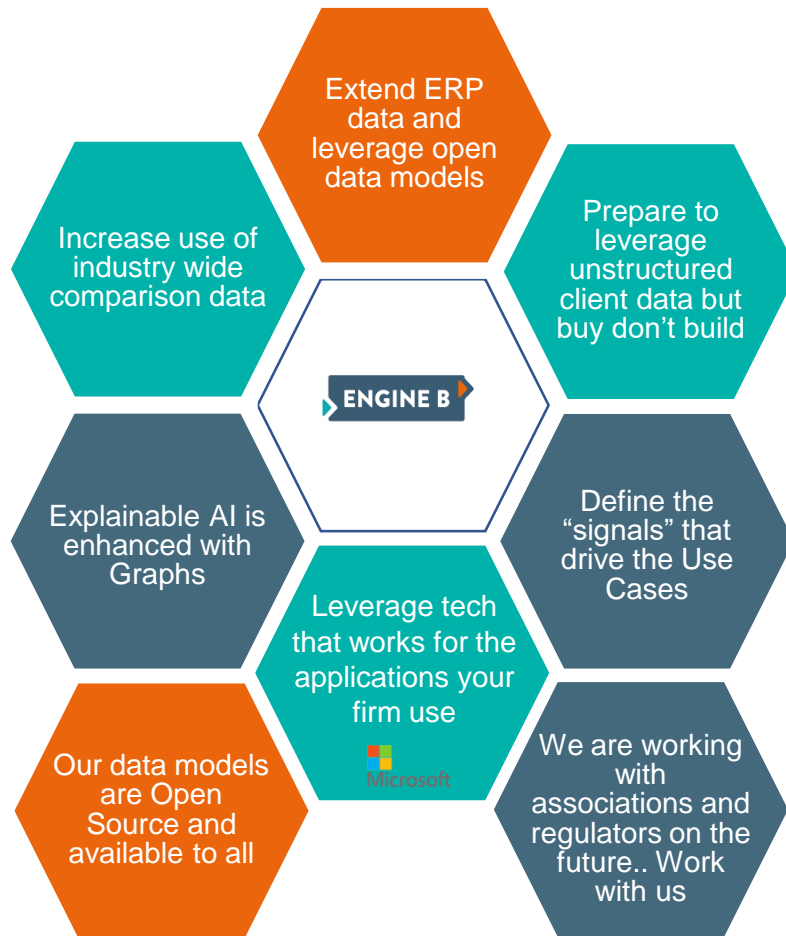 Extend ERP
data and
leverage open
data models
Increase use of
industry wide
comparison data
Prepare to
leverage
unstructured
client data but
buy don’t build
ENGINE B
Explainable AI is
enhanced with
Graphs
Define the
“signals” that
drive the Use
Cases
Leverage tech
that works for the
applications your
firm use
Microsoft
Our data models
are Open
Source and
available to all
We are working
with
associations and
regulators on the
future.. Work
with us